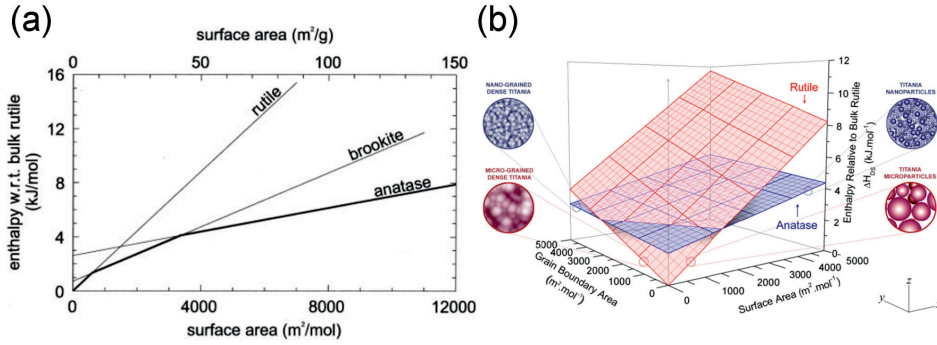 (a)
surface area (m²/g)
0 50 100 150
16
12
8
4
0
enthalpy w.r.t. bulk rutile
(kJ/mol)
rutile
brookite
anatase
0 4000 8000 12000
surface area (m²/mol)
(b)
NANO-GRAINED
DENSE TITANIA
MICRO-GRAINED
DENSE TITANIA
Rutile
Anatase
12
10
8
6
4
2
0
Enthalpy Relative to Bulk Rutile
ΔH_DS (kJ.mol⁻¹)
TITANIA
NANOPARTICLES
TITANIA
MICROPARTICLES
5000
4000
3000
2000
1000
0
Grain Boundary Area
(m².mol⁻¹)
0
1000
2000
3000
4000
5000
Surface Area (m².mol⁻¹)
z
y